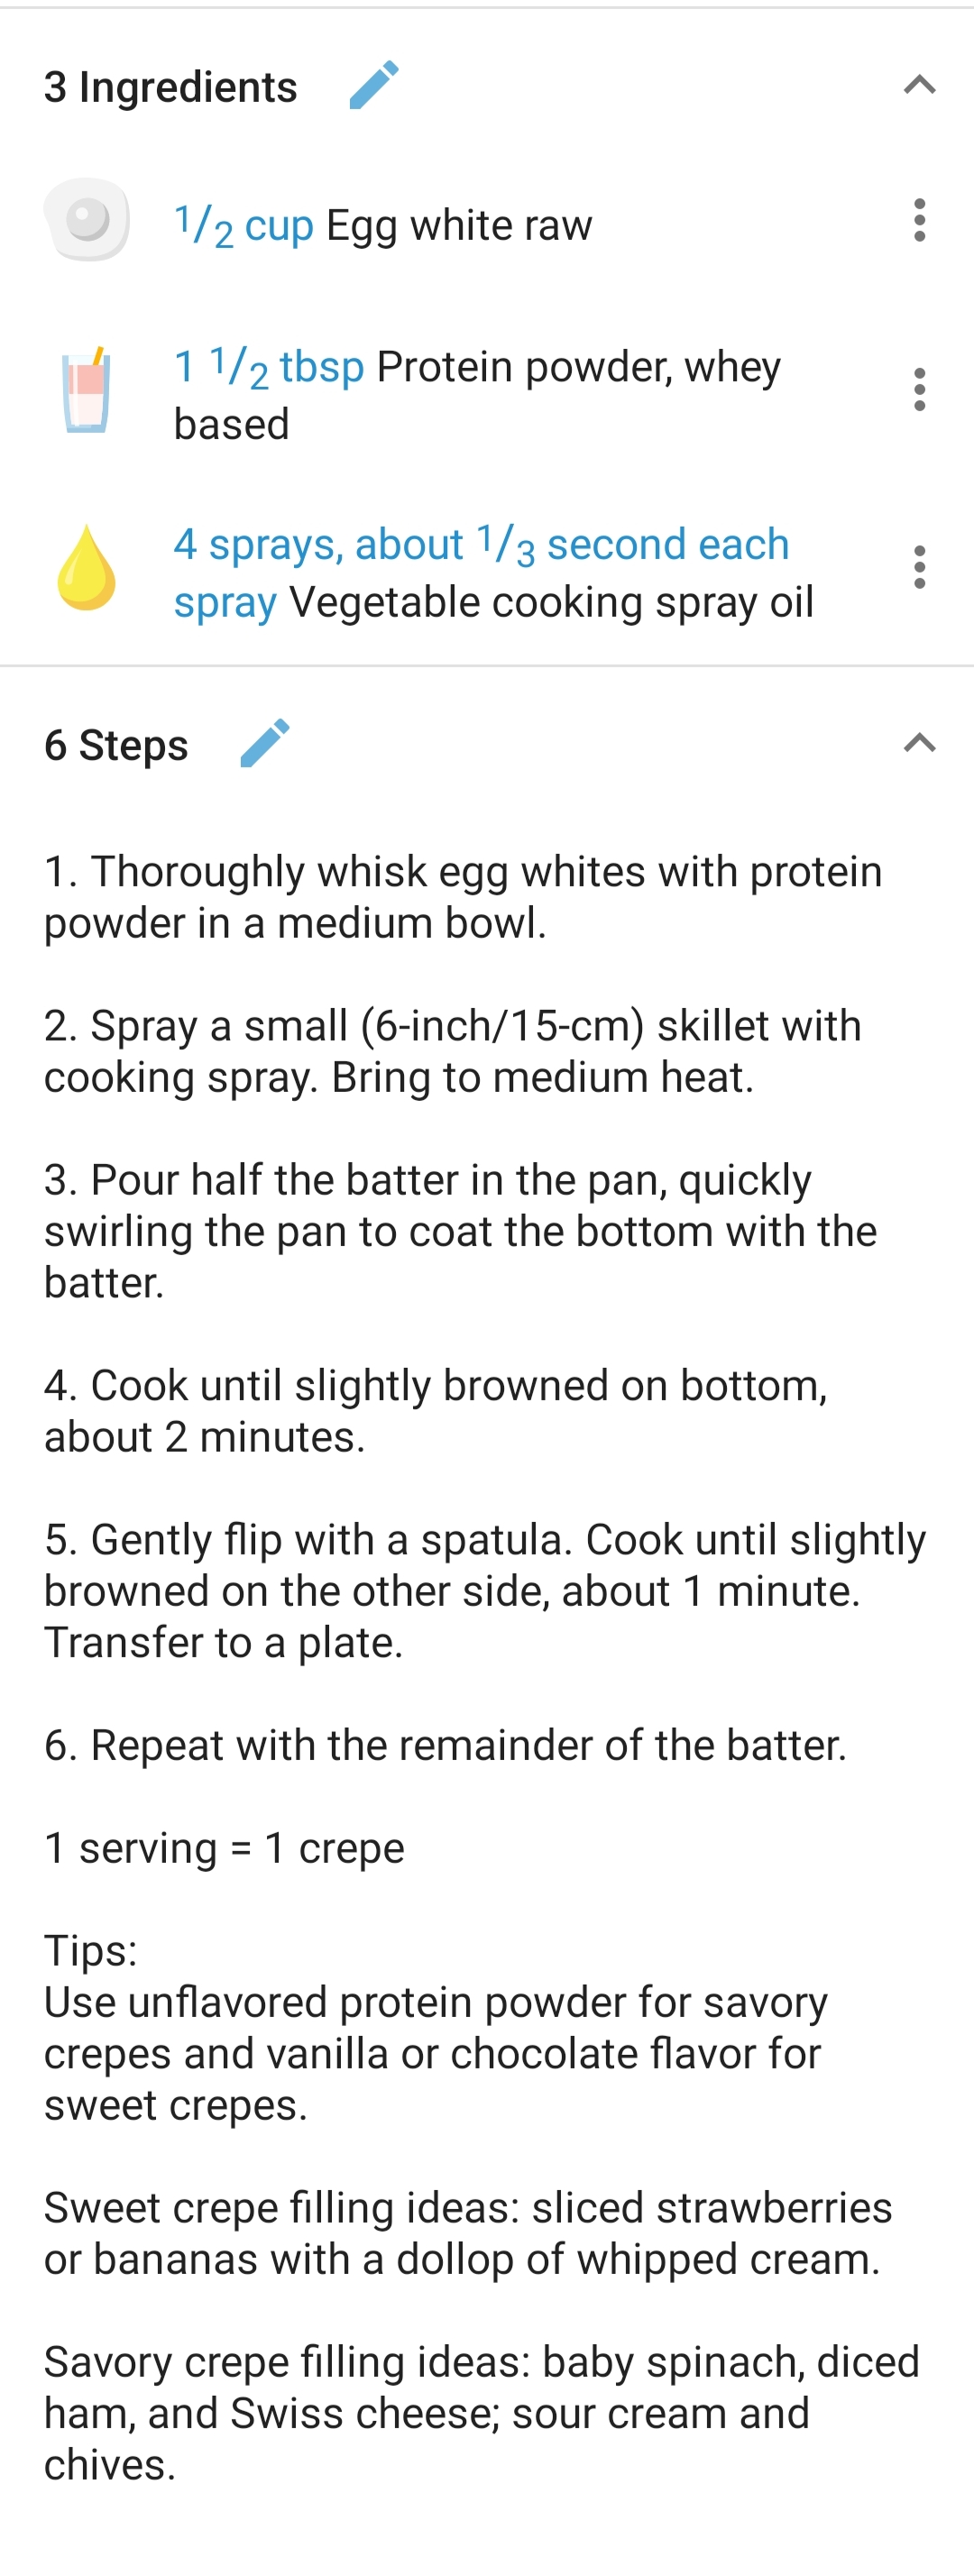 3 Ingredients
1/2 cup Egg white raw
1 1/2 tbsp Protein powder, whey
based
4 sprays, about 1/3 second each
spray Vegetable cooking spray oil
6 Steps
1. Thoroughly whisk egg whites with protein
powder in a medium bowl.
2. Spray a small (6-inch/15-cm) skillet with
cooking spray. Bring to medium heat.
3. Pour half the batter in the pan, quickly
swirling the pan to coat the bottom with the
batter.
4. Cook until slightly browned on bottom,
about 2 minutes.
5. Gently flip with a spatula. Cook until slightly
browned on the other side, about 1 minute.
Transfer to a plate.
6. Repeat with the remainder of the batter.
1 serving = 1 crepe
Tips:
Use unflavored protein powder for savory
crepes and vanilla or chocolate flavor for
sweet crepes.
Sweet crepe filling ideas: sliced strawberries
or bananas with a dollop of whipped cream.
Savory crepe filling ideas: baby spinach, diced
ham, and Swiss cheese; sour cream and
chives.